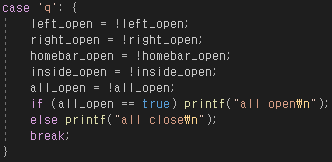 case 'q': {
left_open = !left_open;
right_open = !right_open;
homebar_open = !homebar_open;
inside_open = !inside_open;
all_open = !all_open;
if (all_open == true) printf("all open₩n");
else printf("all close₩n");
break;
}